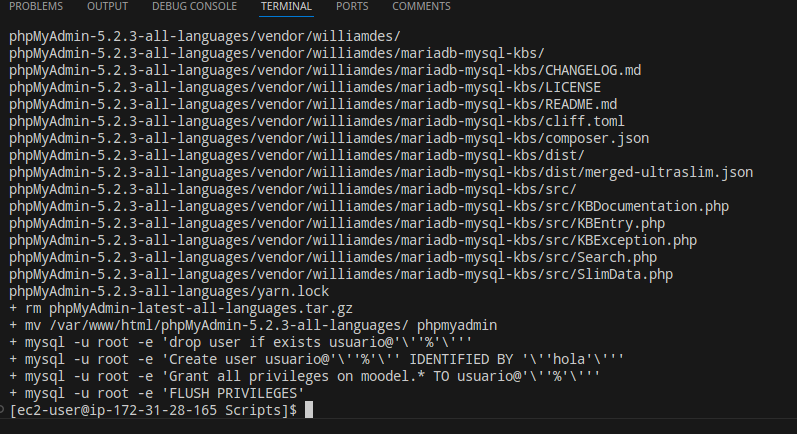 PROBLEMS OUTPUT DEBUG CONSOLE TERMINAL PORTS COMMENTS
phpMyAdmin-5.2.3-all-languages/vendor/williamdes/
phpMyAdmin-5.2.3-all-languages/vendor/williamdes/mariadb-mysql-kbs/
phpMyAdmin-5.2.3-all-languages/vendor/williamdes/mariadb-mysql-kbs/CHANGELOG.md
phpMyAdmin-5.2.3-all-languages/vendor/williamdes/mariadb-mysql-kbs/LICENSE
phpMyAdmin-5.2.3-all-languages/vendor/williamdes/mariadb-mysql-kbs/README.md
phpMyAdmin-5.2.3-all-languages/vendor/williamdes/mariadb-mysql-kbs/cliff.toml
phpMyAdmin-5.2.3-all-languages/vendor/williamdes/mariadb-mysql-kbs/composer.json
phpMyAdmin-5.2.3-all-languages/vendor/williamdes/mariadb-mysql-kbs/dist/
phpMyAdmin-5.2.3-all-languages/vendor/williamdes/mariadb-mysql-kbs/dist/merged-ultraslim.json
phpMyAdmin-5.2.3-all-languages/vendor/williamdes/mariadb-mysql-kbs/src/
phpMyAdmin-5.2.3-all-languages/vendor/williamdes/mariadb-mysql-kbs/src/KBDocumentation.php
phpMyAdmin-5.2.3-all-languages/vendor/williamdes/mariadb-mysql-kbs/src/KBEntry.php
phpMyAdmin-5.2.3-all-languages/vendor/williamdes/mariadb-mysql-kbs/src/KBException.php
phpMyAdmin-5.2.3-all-languages/vendor/williamdes/mariadb-mysql-kbs/src/Search.php
phpMyAdmin-5.2.3-all-languages/vendor/williamdes/mariadb-mysql-kbs/src/SlimData.php
phpMyAdmin-5.2.3-all-languages/yarn.lock
+ rm phpMyAdmin-latest-all-languages.tar.gz
+ mv /var/www/html/phpMyAdmin-5.2.3-all-languages/ phpmyadmin
+ mysql -u root -e 'drop user if exists usuario@'\''%'\'''
+ mysql -u root -e 'Create user usuario@'\''%'\'' IDENTIFIED BY '\''hola'\'''
+ mysql -u root -e 'Grant all privileges on moodel.* TO usuario@'\''%'\'''
+ mysql -u root -e 'FLUSH PRIVILEGES'
[ec2-user@ip-172-31-28-165 Scripts]$